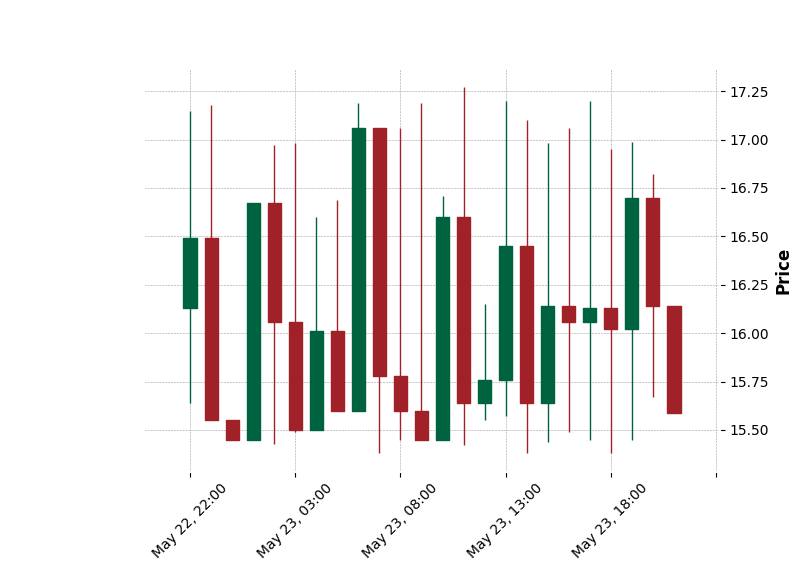 17.25
17.00
16.75
16.50
16.25
16.00
15.75
15.50
Price
May 22, 22:00
May 23, 03:00
May 23, 08:00
May 23, 13:00
May 23, 18:00